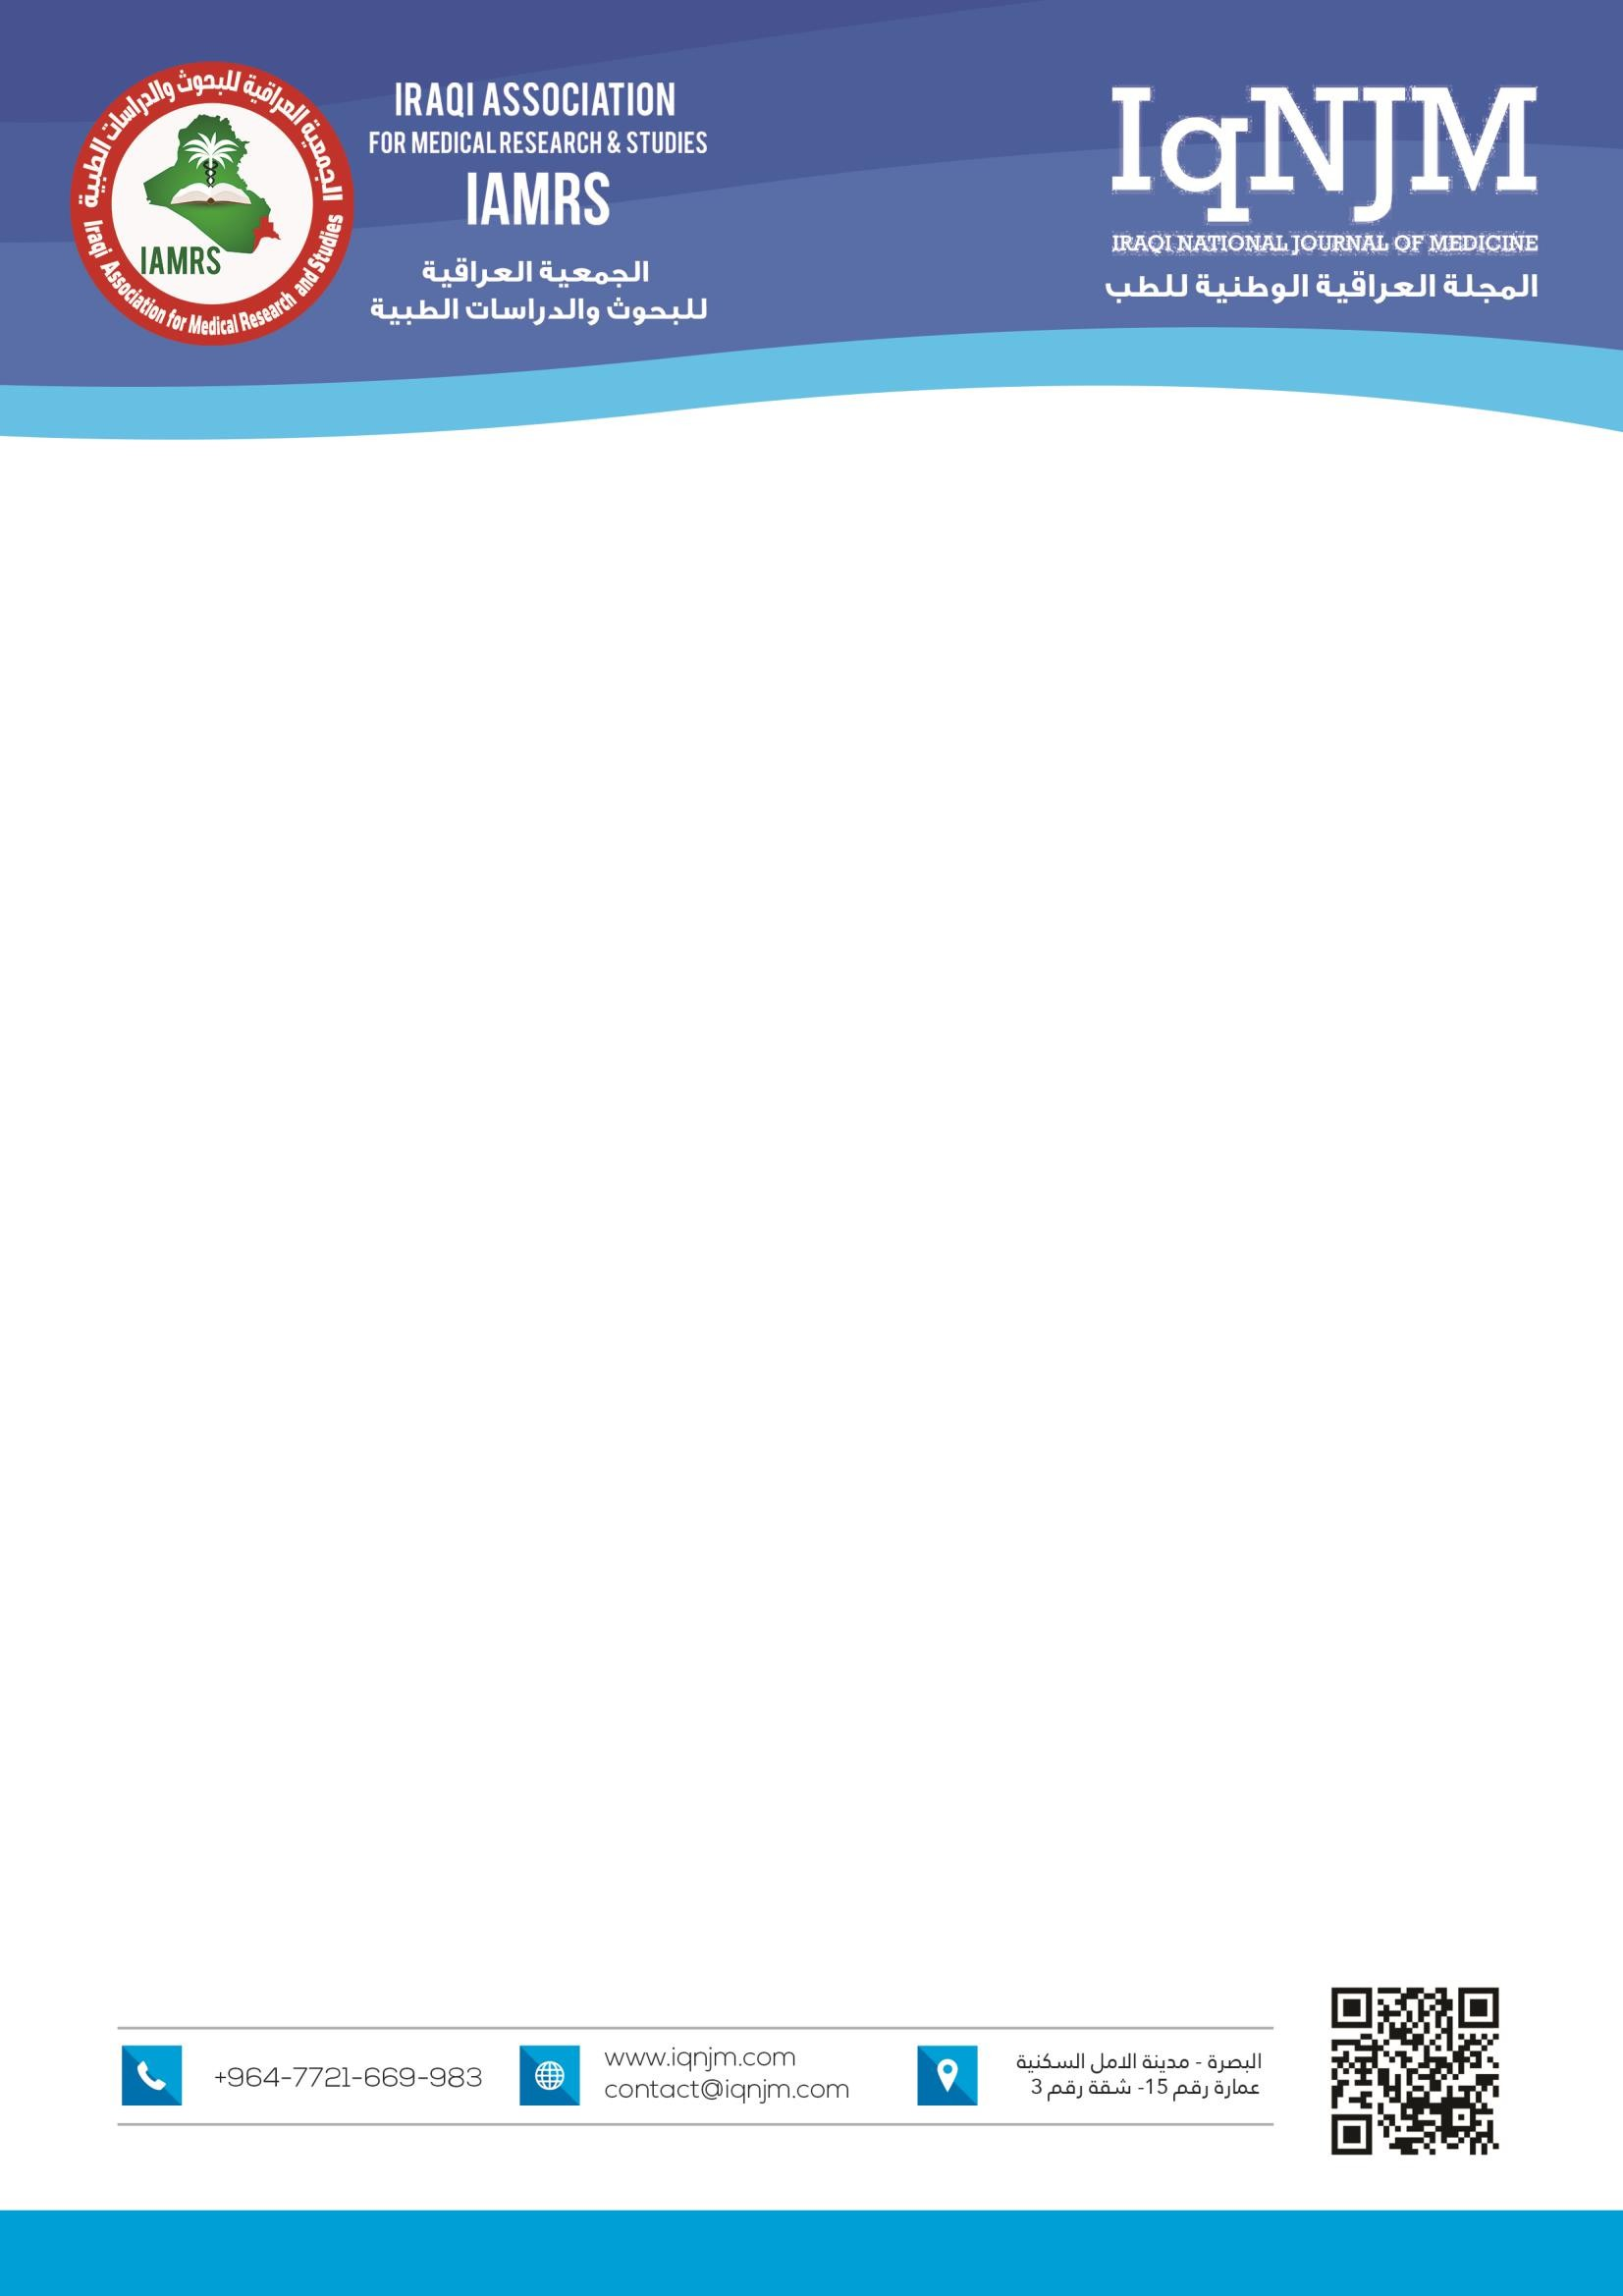 الجمعية العراقية للبحوث والدراسات الطبية
IAMRS
Iraqi Association for Medical Research and Studies
IRAQI ASSOCIATION
FOR MEDICAL RESEARCH & STUDIES
IAMRS
الجمعية العراقية
للبحوث والدراسات الطبية
IqNJM
IRAQI NATIONAL JOURNAL OF MEDICINE
المجلة العراقية الوطنية للطب
+964-7721-669-983
www.iqnjm.com
contact@iqnjm.com
البصرة - مدينة الامل السكنية
عمارة رقم 15- شقة رقم 3